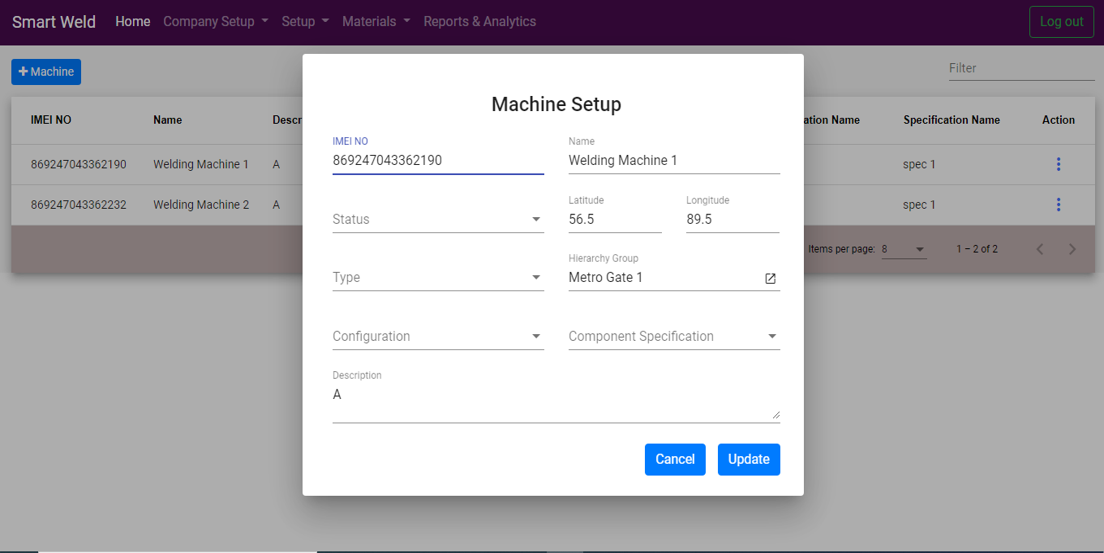 Smart Weld Home Company Setup Setup Materials Reports & Analytics Log out
+ Machine Filter
Machine Setup
IMEI NO Name Descr ation Name Specification Name Action
IMEI NO Name
869247043362190 Welding Machine 1
869247043362190 Welding Machine 1 A spec 1
869247043362232 Welding Machine 2 A spec 1
Status
Latitude Longitude
56.5 89.5
Items per page: 8 1 – 2 of 2
Type
Hierarchy Group
Metro Gate 1
Configuration Component Specification
Description
A
Cancel Update